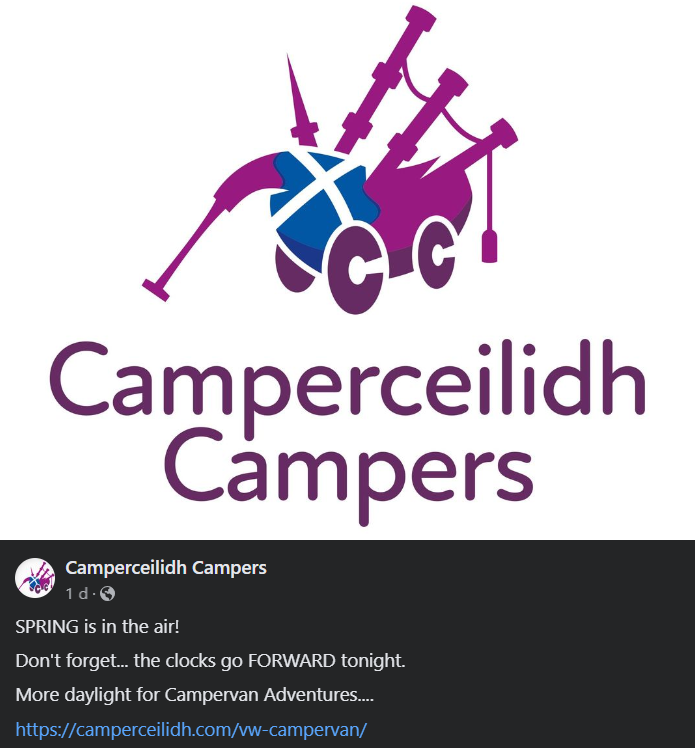 Camperceilidh
Campers
Camperceilidh Campers
1 d ·
SPRING is in the air!
Don't forget... the clocks go FORWARD tonight.
More daylight for Campervan Adventures....
https://camperceilidh.com/vw-campervan/